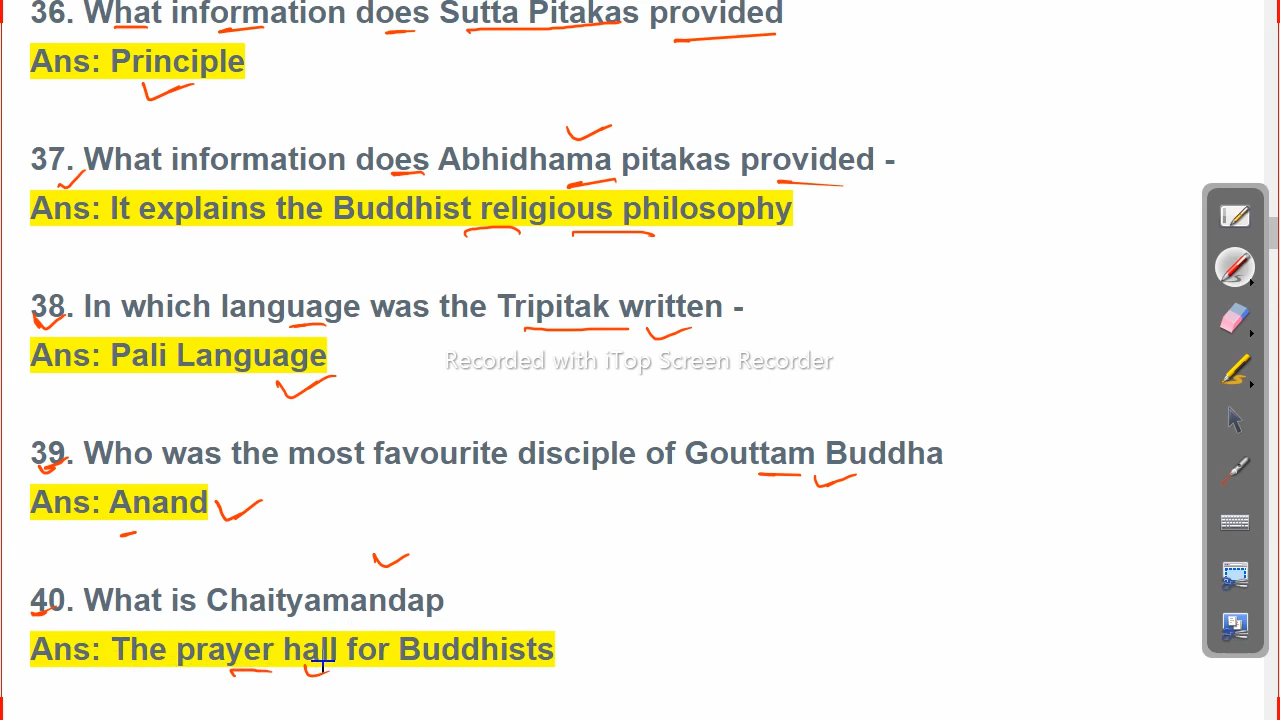 36. What information does Sutta Pitakas provided
Ans: Principle
37. What information does Abhidhama pitakas provided -
Ans: It explains the Buddhist religious philosophy
38. In which language was the Tripitak written -
Ans: Pali Language
Recorded with iTop Screen Recorder
39. Who was the most favourite disciple of Gouttam Buddha
Ans: Anand
40. What is Chaityamandap
Ans: The prayer hall for Buddhists